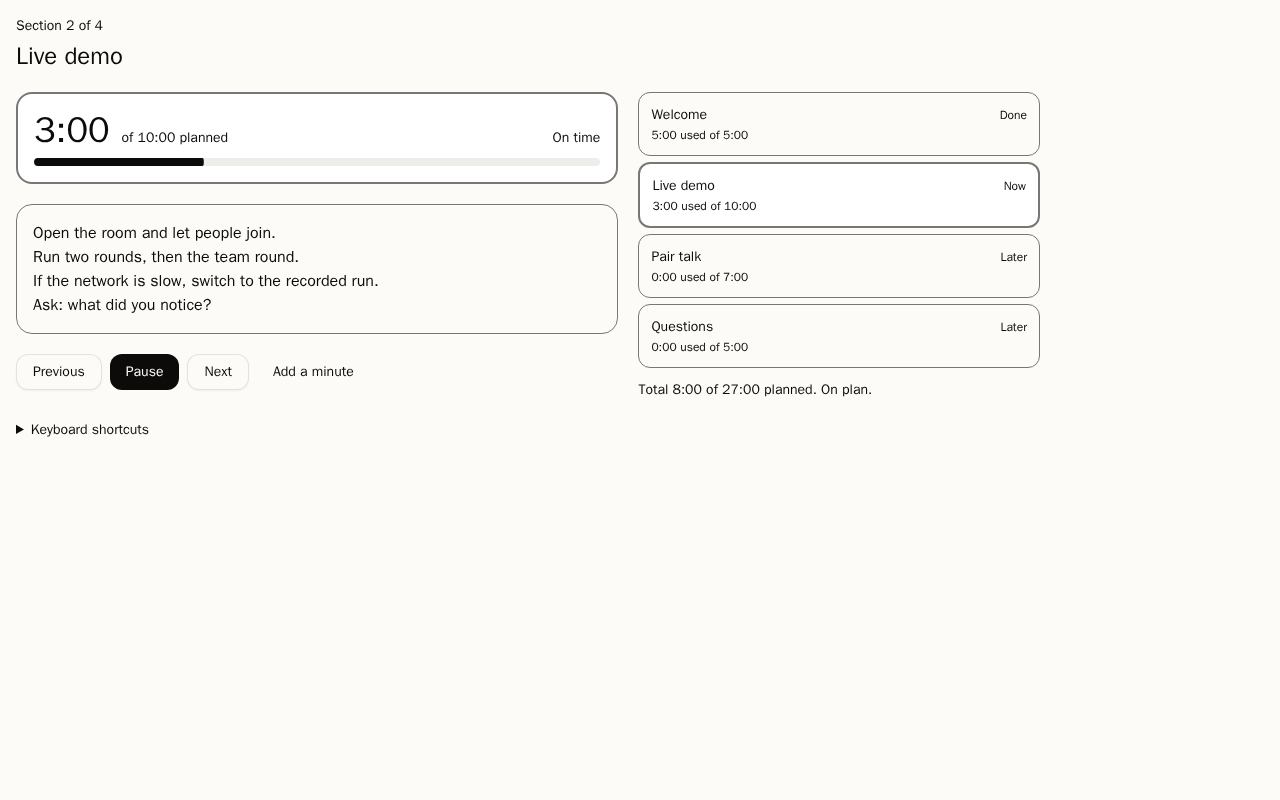 Section 2 of 4
Live demo
3:00 of 10:00 planned On time
Open the room and let people join.
Run two rounds, then the team round.
If the network is slow, switch to the recorded run.
Ask: what did you notice?
Previous Pause Next Add a minute
Keyboard shortcuts
Welcome Done
5:00 used of 5:00
Live demo Now
3:00 used of 10:00
Pair talk Later
0:00 used of 7:00
Questions Later
0:00 used of 5:00
Total 8:00 of 27:00 planned. On plan.